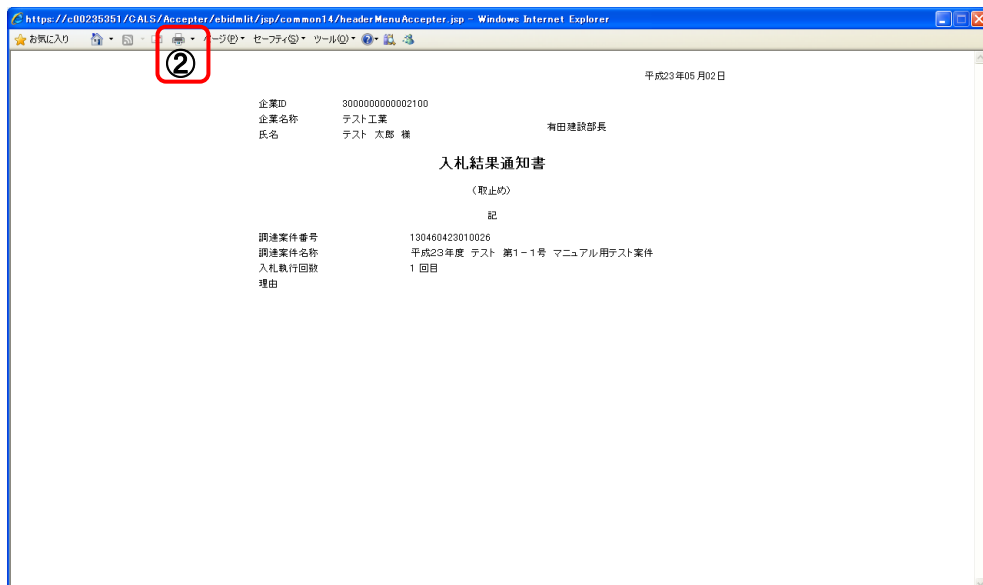 https://c00235351/CALS/Accepter/ebidmlit/jsp/common14/headerMenuAccepter.jsp - Windows Internet Explorer
お気に入り ページ(P) セーフティ(S) ツール(O)
②
平成23年05月02日
企業ID 3000000000002100
企業名称 テスト工業
氏名 テスト 太郎 様
有田建設部長
入札結果通知書
(取止め)
記
調達案件番号 130460423010026
調達案件名称 平成23年度 テスト 第1-1号 マニュアル用テスト案件
入札執行回数 1 回目
理由